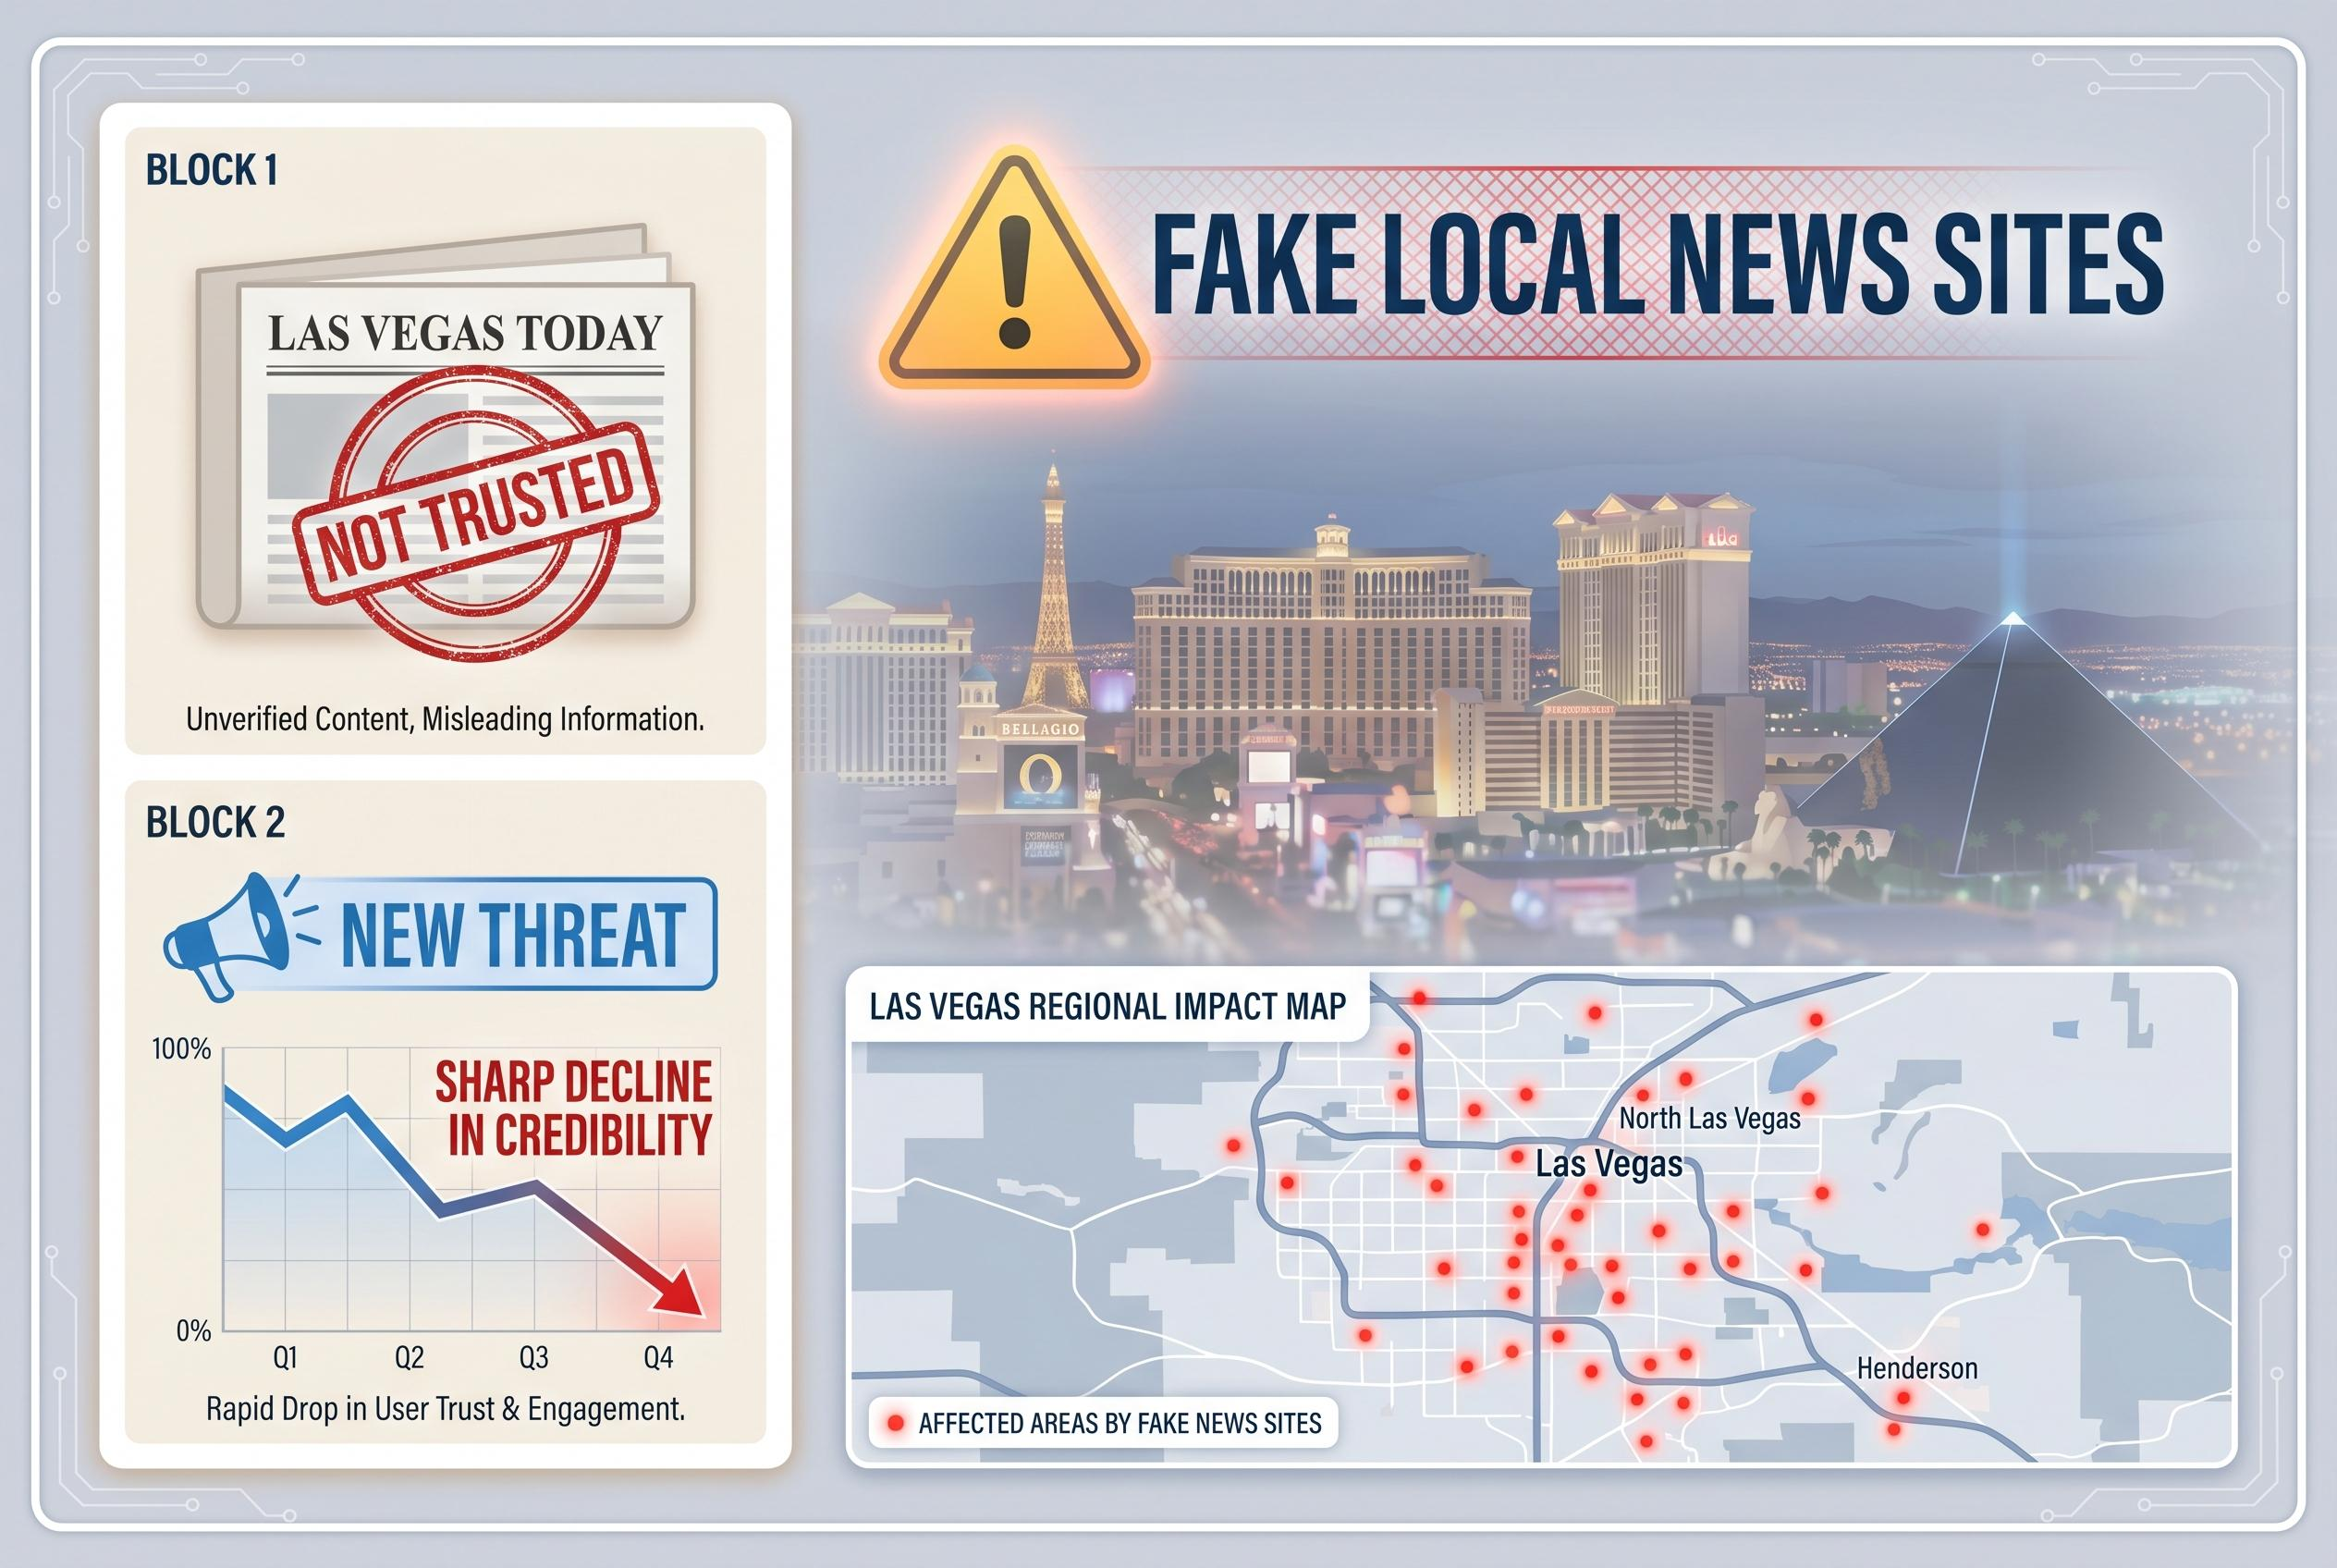 BLOCK 1
LAS VEGAS TODAY
NOT TRUSTED
Unverified Content, Misleading Information.
BLOCK 2
NEW THREAT
100%
SHARP DECLINE
IN CREDIBILITY
0%
Q1 Q2 Q3 Q4
Rapid Drop in User Trust & Engagement.
FAKE LOCAL NEWS SITES
BELLAGIO
O
LAS VEGAS REGIONAL IMPACT MAP
North Las Vegas
Las Vegas
Henderson
AFFECTED AREAS BY FAKE NEWS SITES